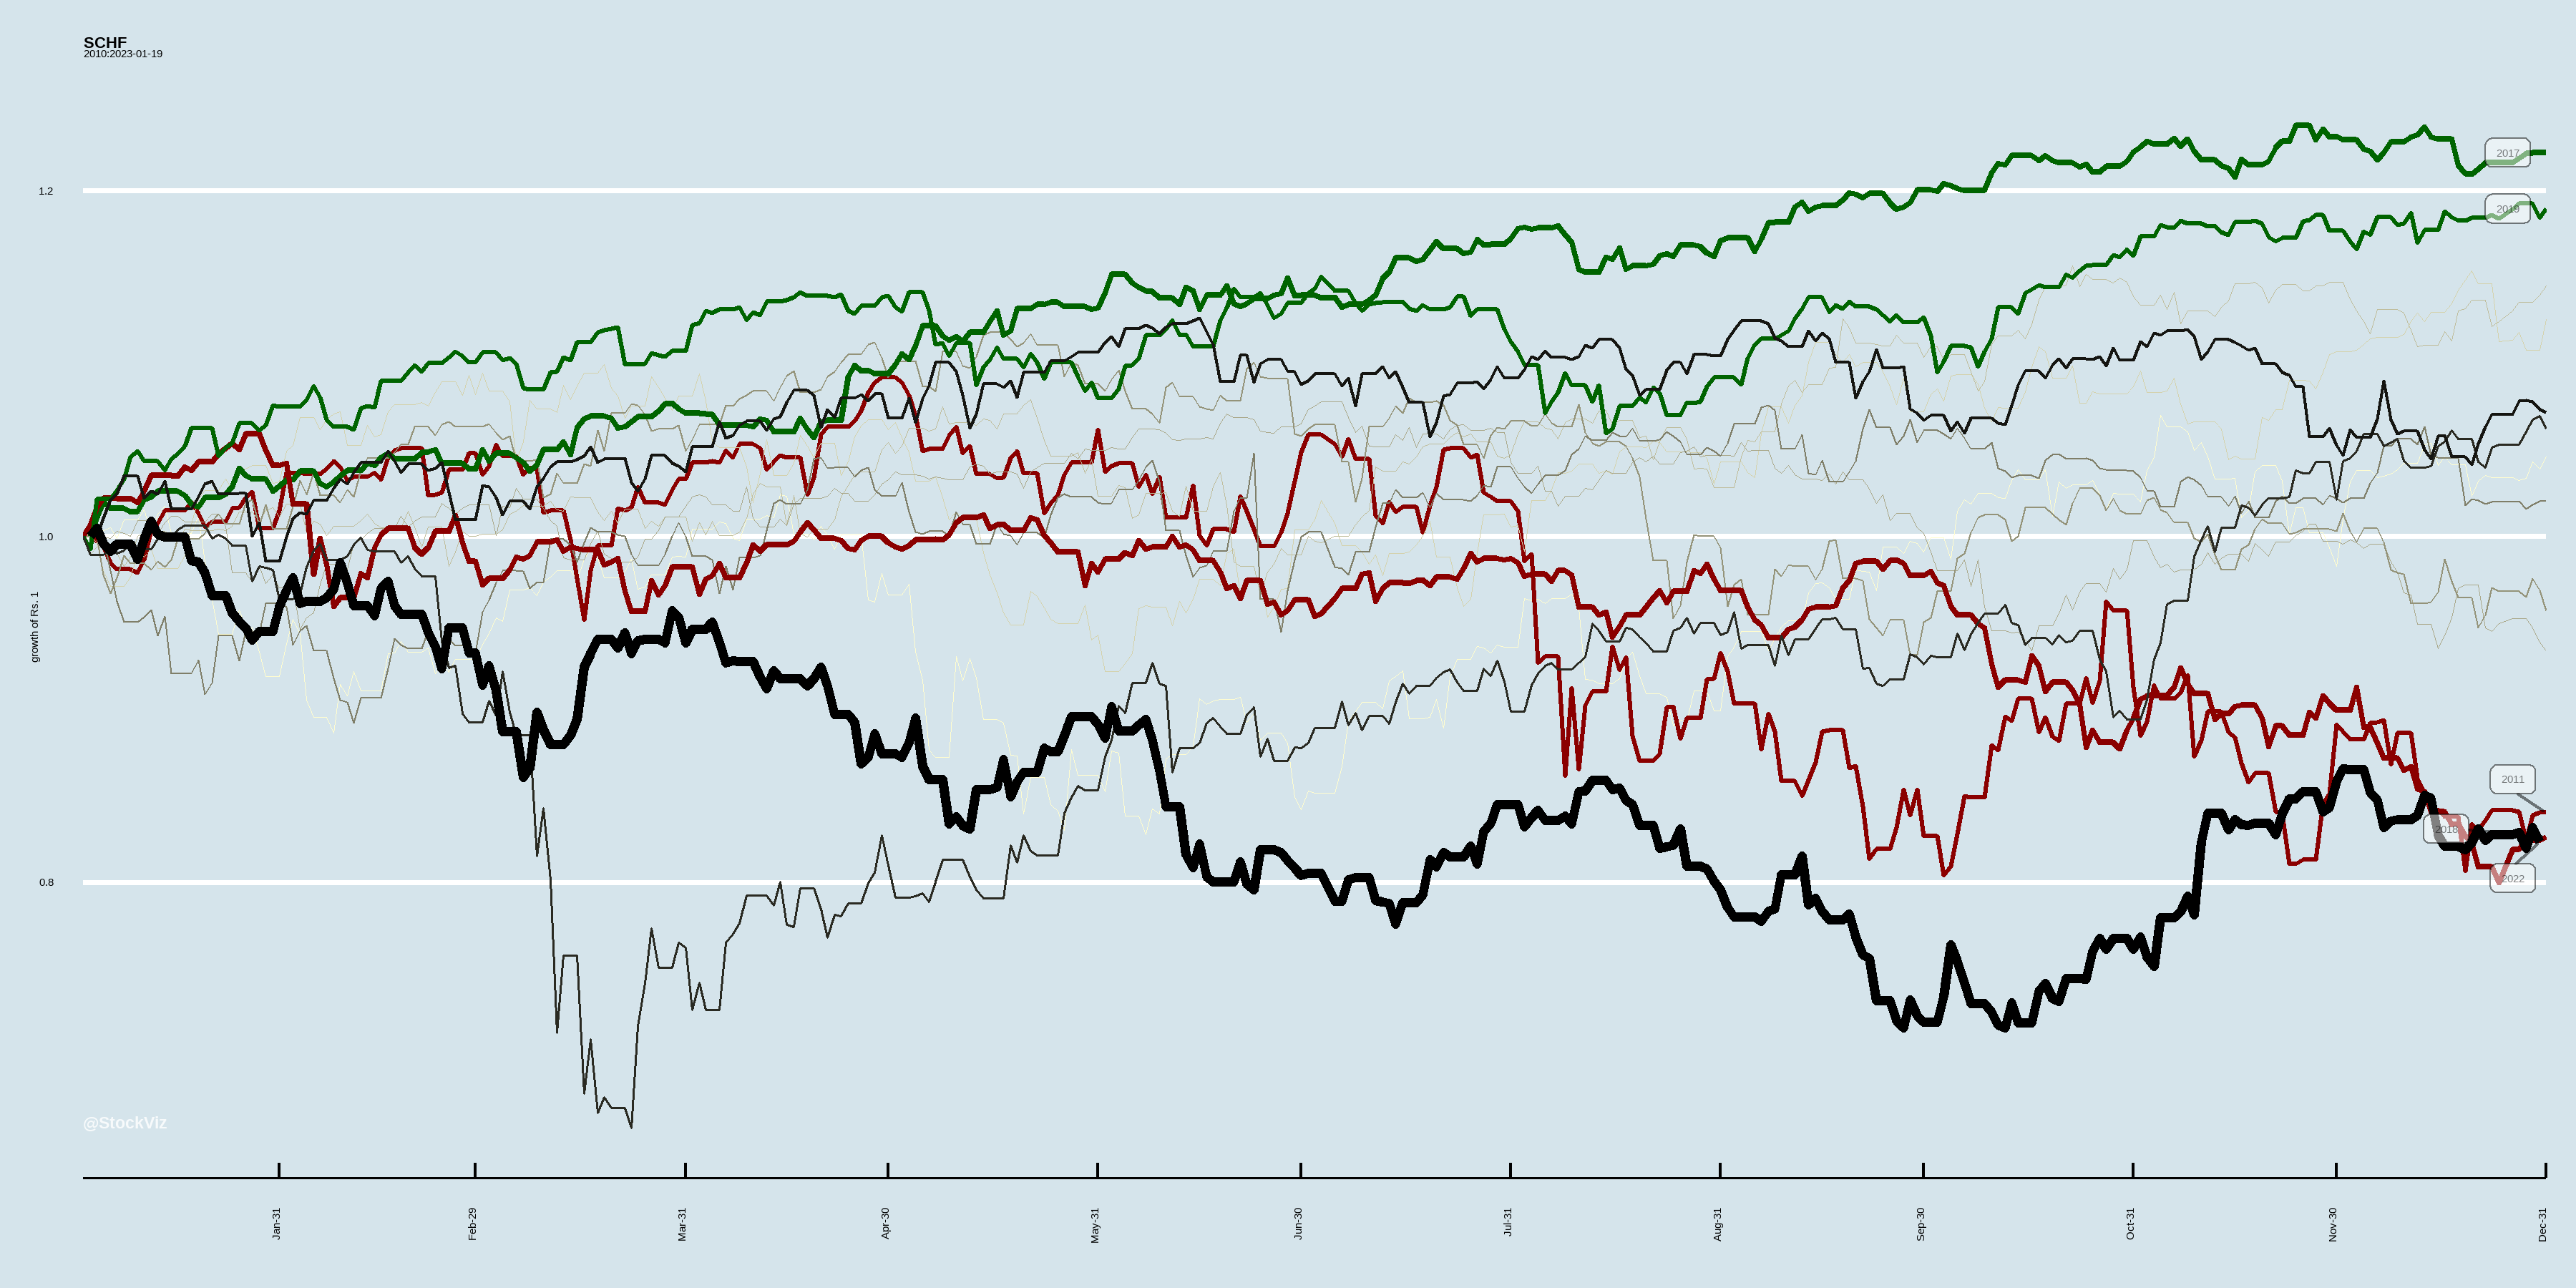 SCHF
2010:2023-01-19
1.2
1.0
0.8
growth of Rs. 1
2017
2019
2011
2018
2022
@StockViz
Jan-31
Feb-29
Mar-31
Apr-30
May-31
Jun-30
Jul-31
Aug-31
Sep-30
Oct-31
Nov-30
Dec-31